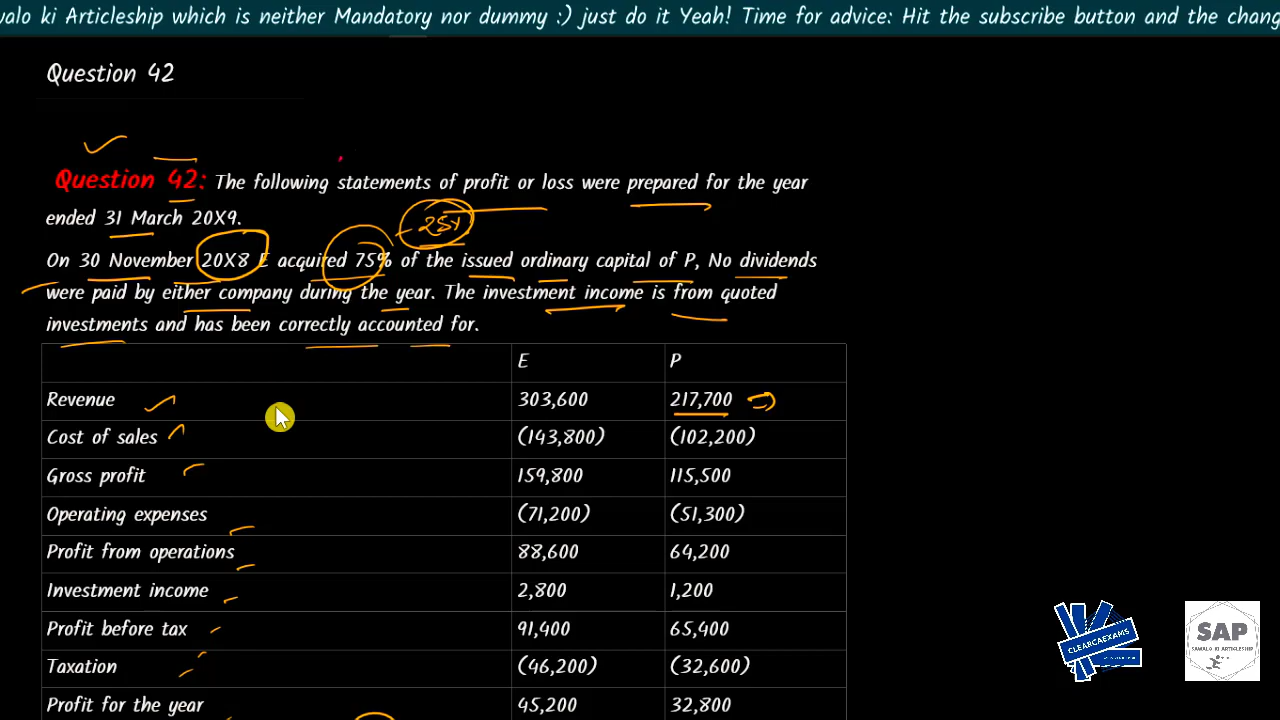 walo ki Articleship which is neither Mandatory nor dummy :) just do it Yeah! Time for advice: Hit the subscribe button and the chang
Question 42
Question 42: The following statements of profit or loss were prepared for the year
ended 31 March 20X9.
25%
On 30 November 20X8 E acquired 75% of the issued ordinary capital of P, No dividends
were paid by either company during the year. The investment income is from quoted
investments and has been correctly accounted for.
E P
Revenue 303,600 217,700
Cost of sales (143,800) (102,200)
Gross profit 159,800 115,500
Operating expenses (71,200) (51,300)
Profit from operations 88,600 64,200
Investment income 2,800 1,200
Profit before tax 91,400 65,400
Taxation (46,200) (32,600)
Profit for the year 45,200 32,800
CLEARCAEXAMS
SAP
SAWALO KI ARTICLESHIP